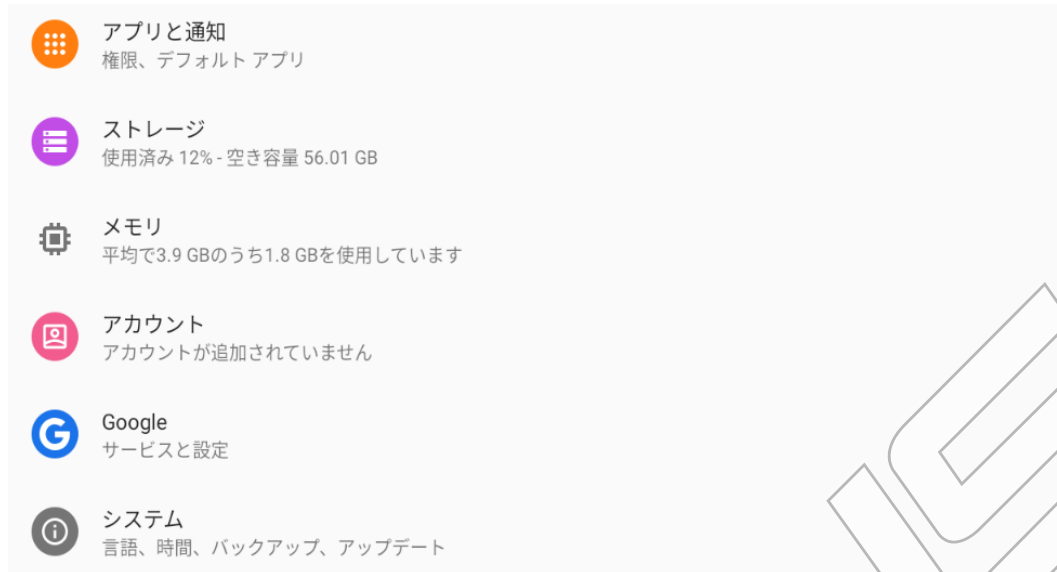 アプリと通知
権限、デフォルト アプリ
ストレージ
使用済み 12% - 空き容量 56.01 GB
メモリ
平均で3.9 GBのうち1.8 GBを使用しています
アカウント
アカウントが追加されていません
Google
サービスと設定
システム
言語、時間、バックアップ、アップデート